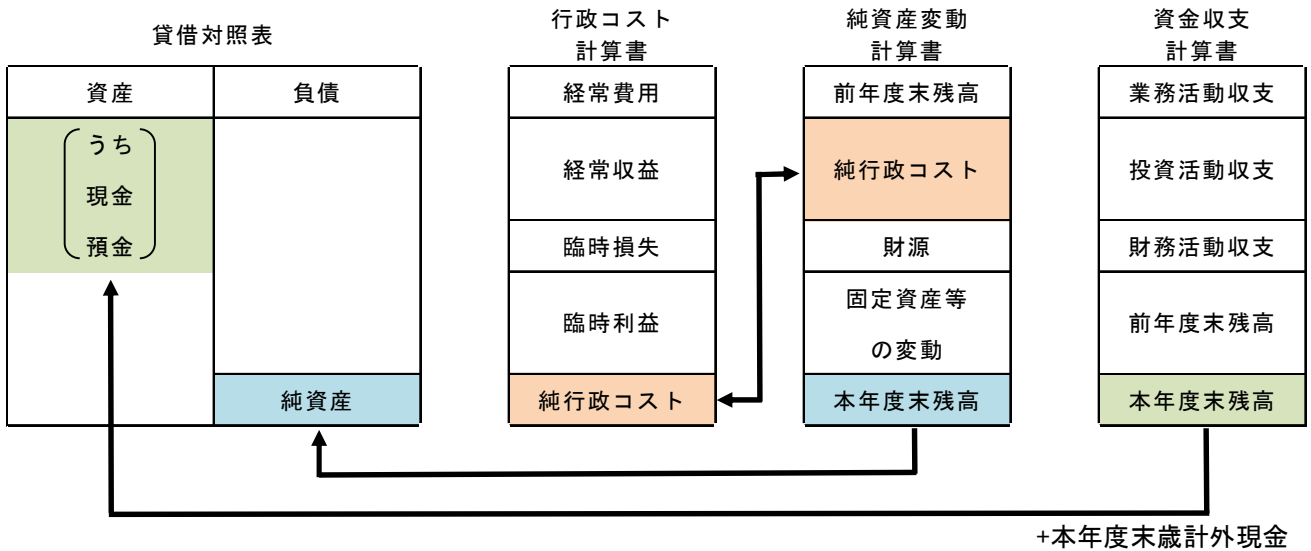 貸借対照表
資産
負債
うち
現金
預金
純資産
行政コスト
計算書
経常費用
経常収益
臨時損失
臨時利益
純行政コスト
純資産変動
計算書
前年度末残高
純行政コスト
財源
固定資産等
の変動
本年度末残高
資金収支
計算書
業務活動収支
投資活動収支
財務活動収支
前年度末残高
本年度末残高
+本年度末歳計外現金